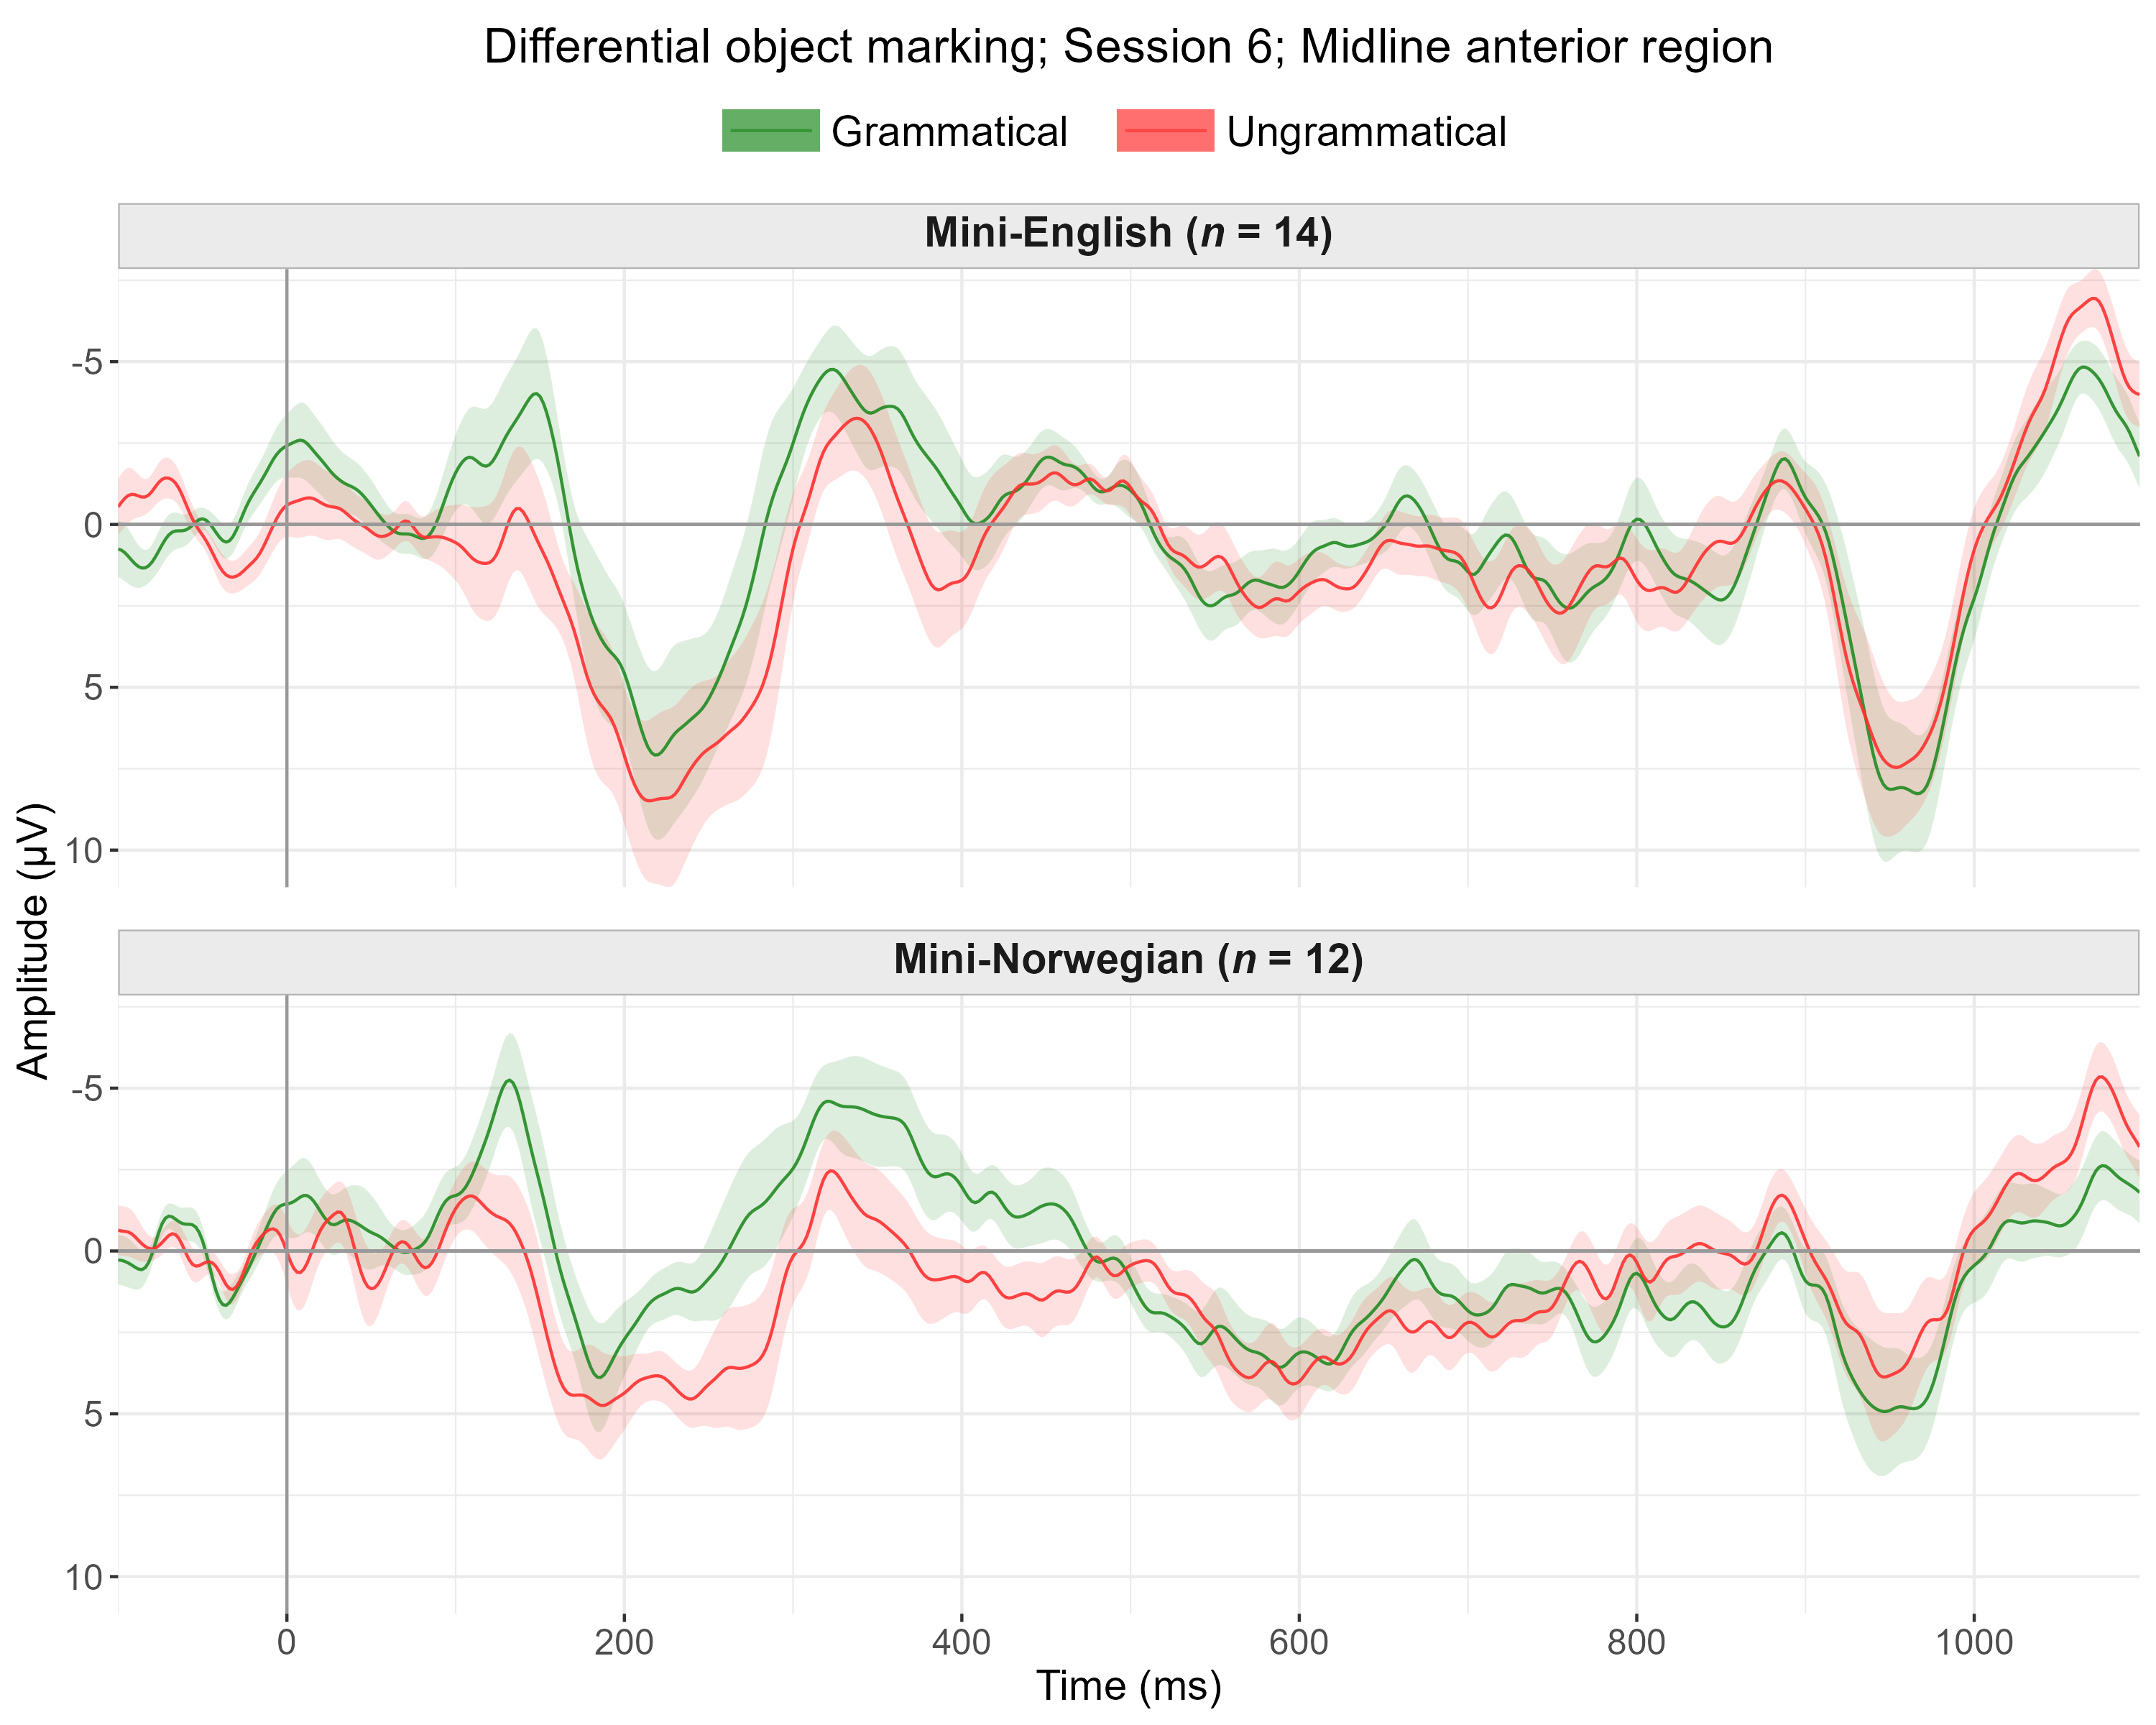 Differential object marking; Session 6; Midline anterior region
Grammatical
Ungrammatical
Mini-English (n = 14)
-5
0
5
10
Mini-Norwegian (n = 12)
-5
0
5
10
Amplitude (µV)
0 200 400 600 800 1000
Time (ms)